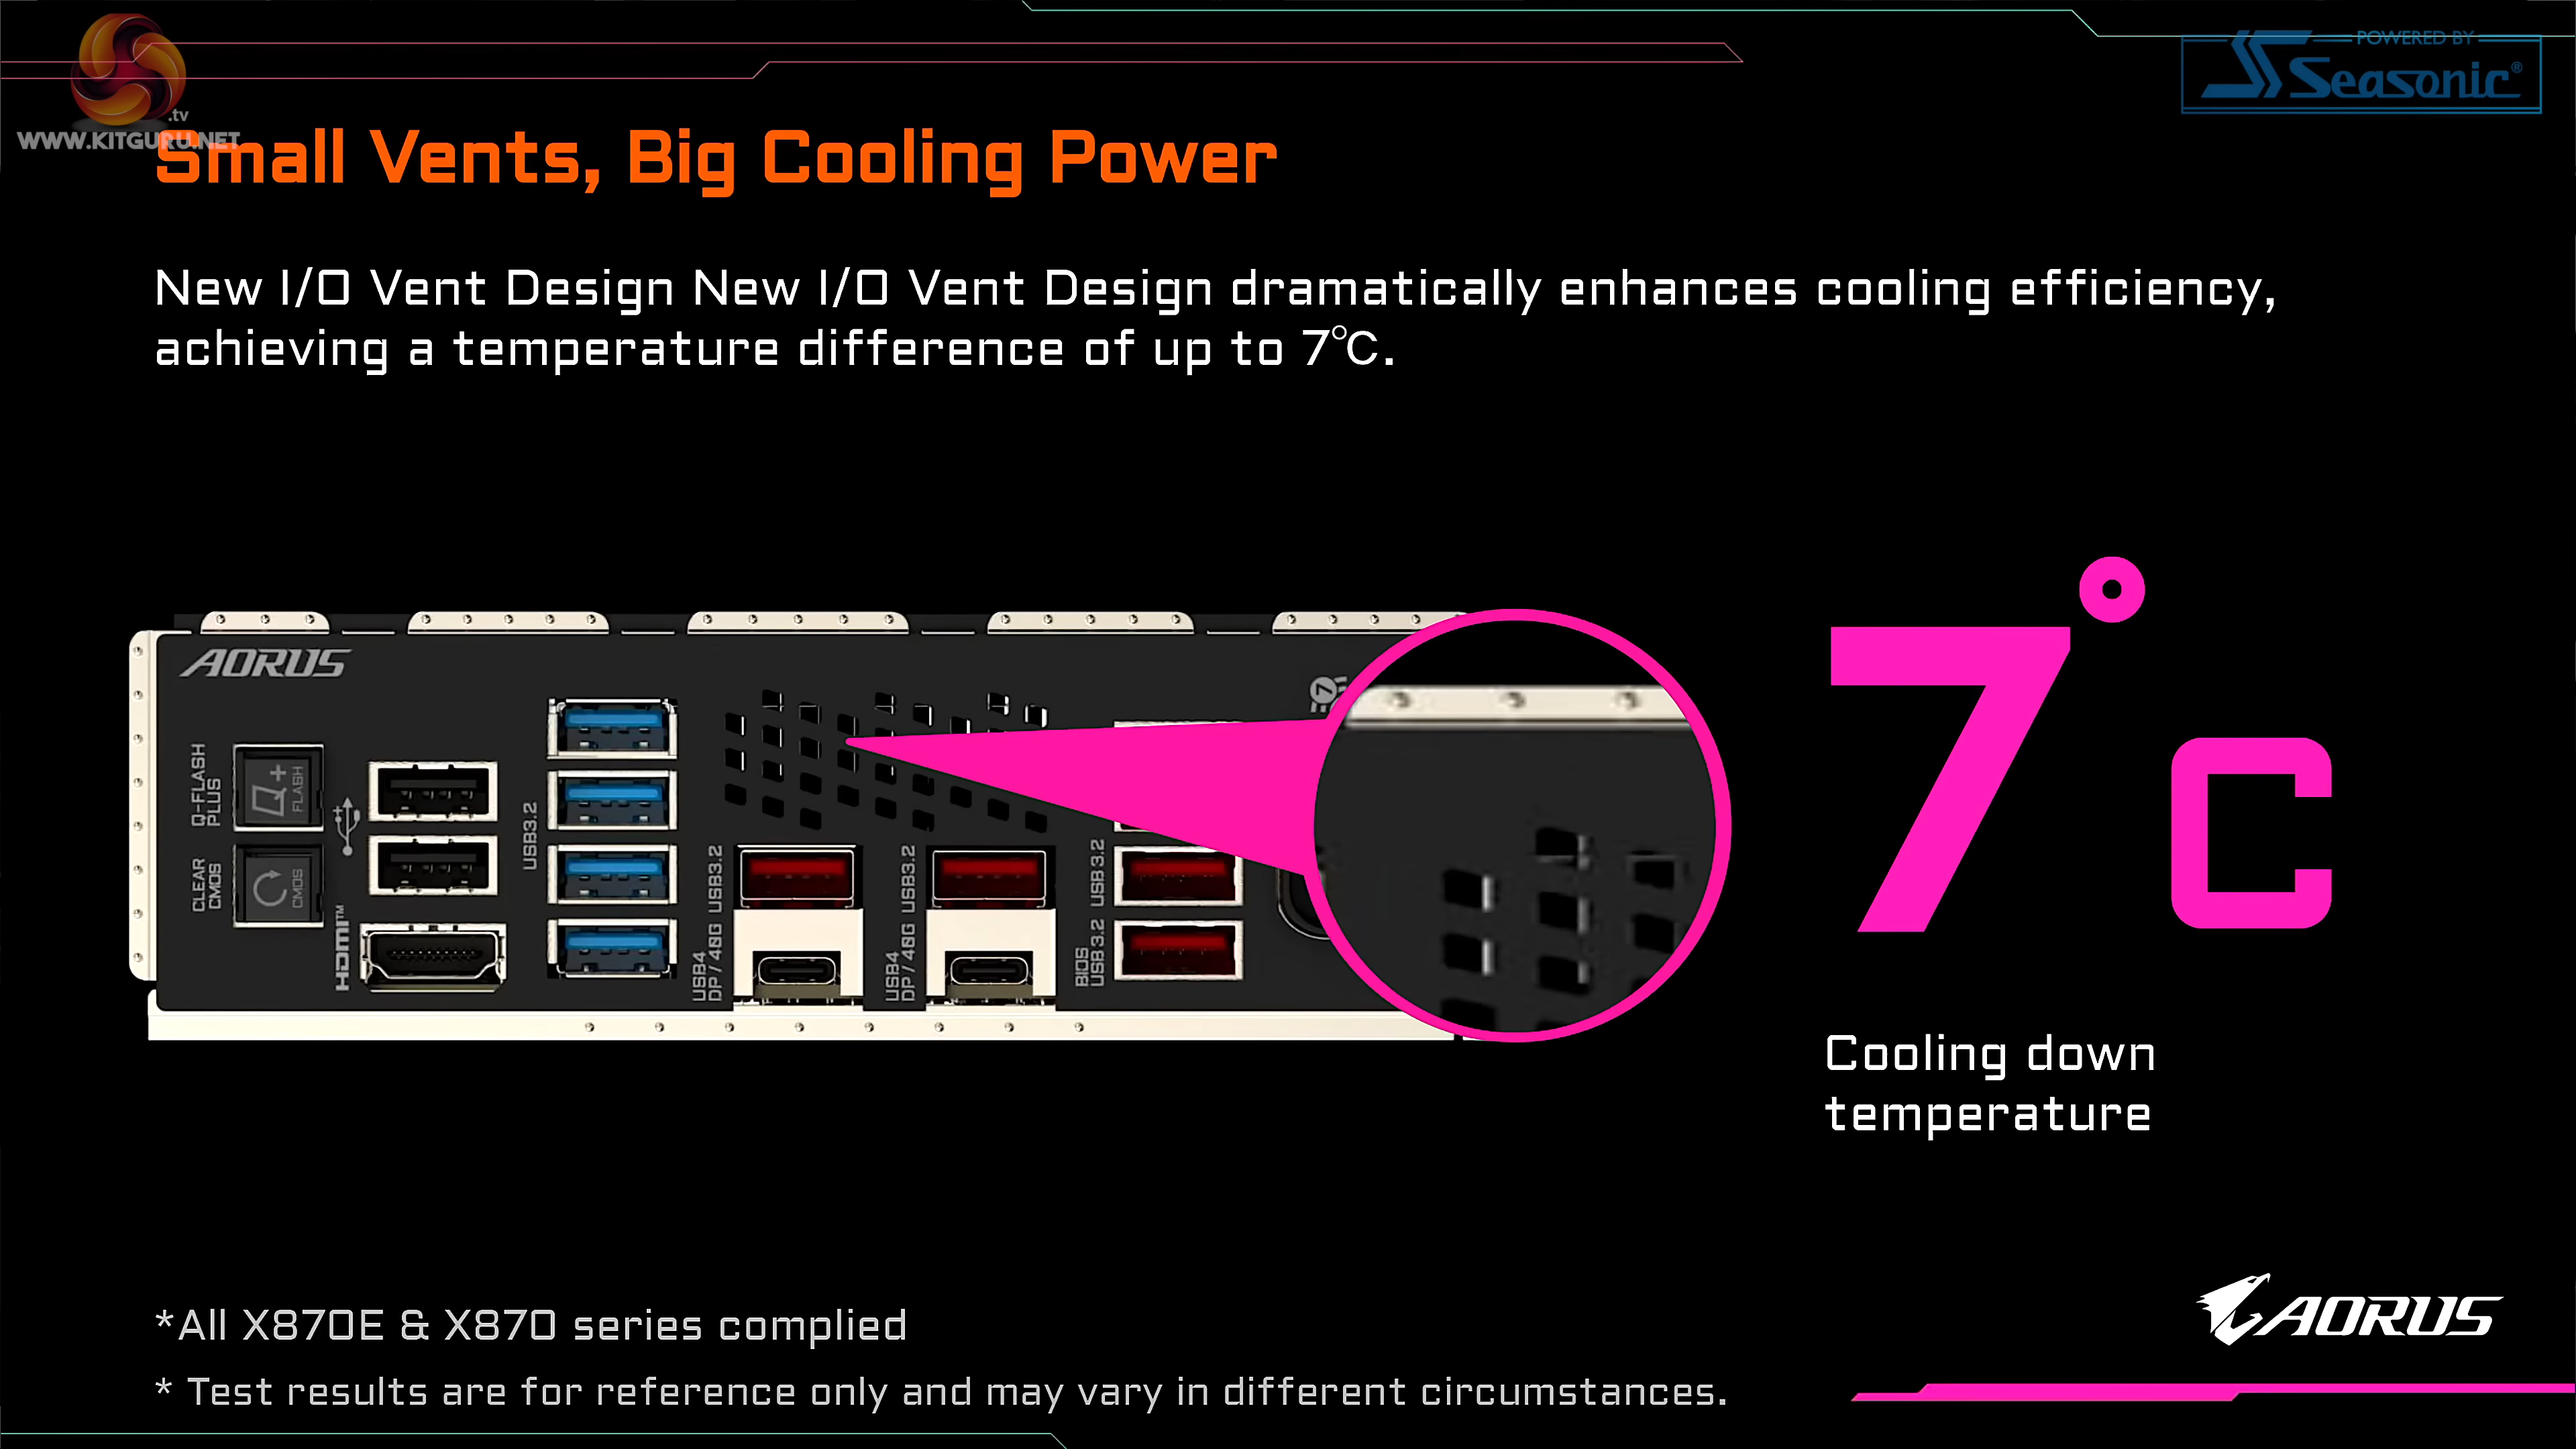 POWERED BY
Seasonic®
.tv
WWW.KITGURU.NET
Small Vents, Big Cooling Power
New I/O Vent Design New I/O Vent Design dramatically enhances cooling efficiency,
achieving a temperature difference of up to 7℃.
AORUS
Q-FLASH
PLUS
FLASH
CLEAR
CMOS
CMOS
HDMI™
USB3.2
USB3.2
USB4
DP / 40G
USB3.2
USB4
DP / 40G
USB3.2
BIOS
USB3.2
7
7°C
Cooling down
temperature
*All X870E & X870 series complied
* Test results are for reference only and may vary in different circumstances.
AORUS